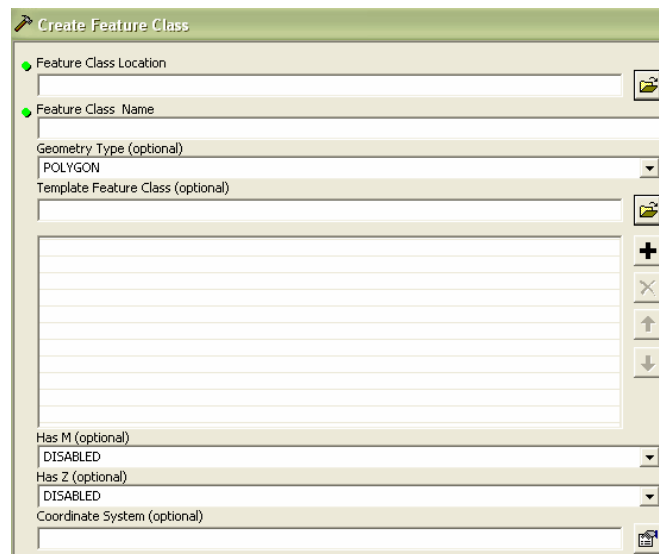 Create Feature Class
Feature Class Location
Feature Class Name
Geometry Type (optional)
POLYGON
Template Feature Class (optional)
Has M (optional)
DISABLED
Has Z (optional)
DISABLED
Coordinate System (optional)